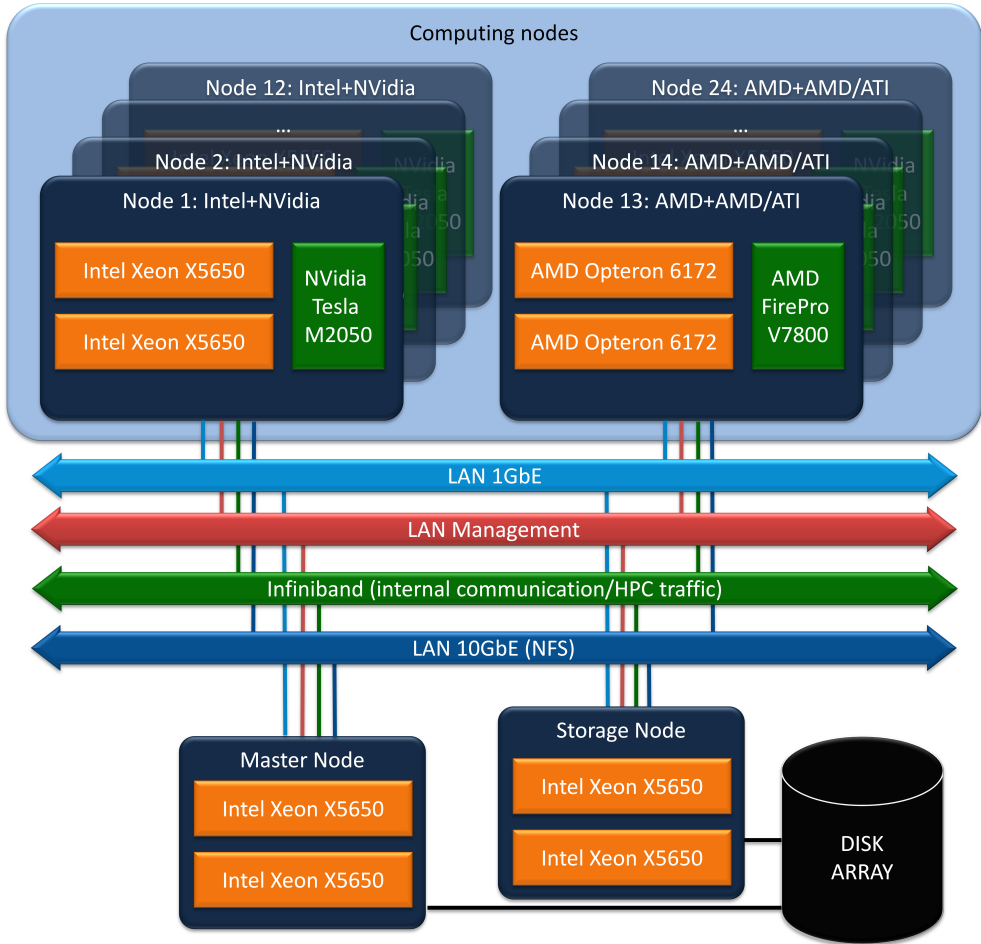 Computing nodes
Node 12: Intel+NVidia
...
Node 2: Intel+NVidia
Node 1: Intel+NVidia
Intel Xeon X5650
Intel Xeon X5650
NVidia
Tesla
M2050
Node 24: AMD+AMD/ATI
...
Node 14: AMD+AMD/ATI
Node 13: AMD+AMD/ATI
AMD Opteron 6172
AMD Opteron 6172
AMD
FirePro
V7800
LAN 1GbE
LAN Management
Infiniband (internal communication/HPC traffic)
LAN 10GbE (NFS)
Master Node
Intel Xeon X5650
Intel Xeon X5650
Storage Node
Intel Xeon X5650
Intel Xeon X5650
DISK
ARRAY